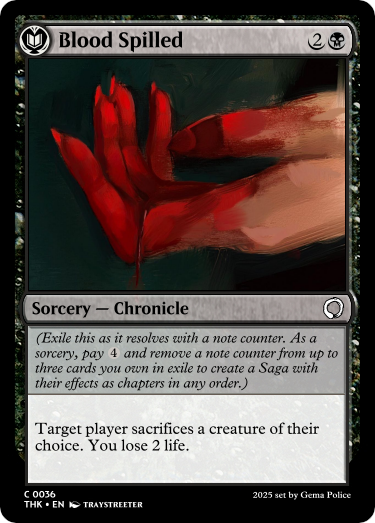 Blood Spilled 2
Sorcery — Chronicle
(Exile this as it resolves with a note counter. As a
sorcery, pay 4 and remove a note counter from up to
three cards you own in exile to create a Saga with
their effects as chapters in any order.)
Target player sacrifices a creature of their
choice. You lose 2 life.
C 0036
THK • EN TRAYSTREETER 2025 set by Gema Police